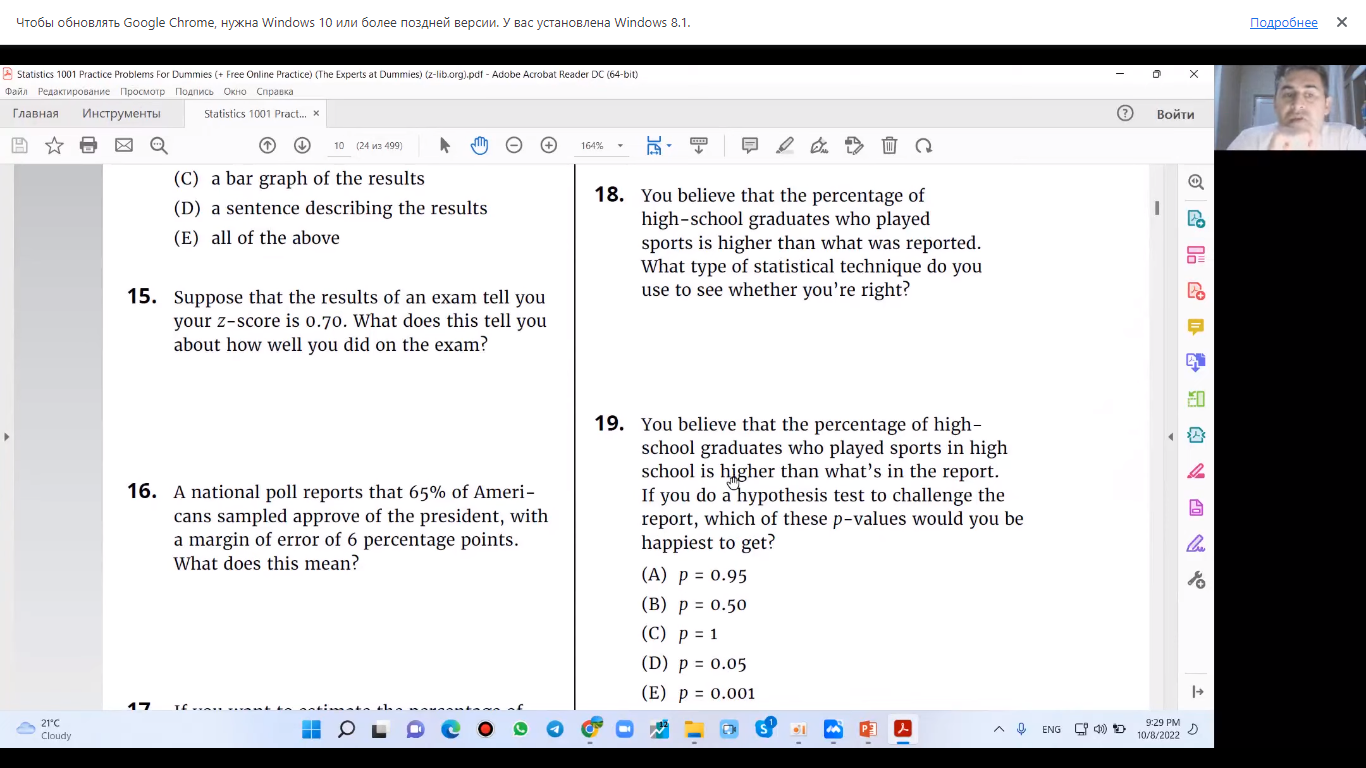 Чтобы обновлять Google Chrome, нужна Windows 10 или более поздней версии. У вас установлена Windows 8.1.
Подробнее
Statistics 1001 Practice Problems For Dummies (+ Free Online Practice) (The Experts at Dummies) (z-lib.org).pdf - Adobe Acrobat Reader DC (64-bit)
Файл Редактирование Просмотр Подпись Окно Справка
Главная Инструменты Statistics 1001 Pract... Войти
10 (24 из 499) 164%
(C) a bar graph of the results
(D) a sentence describing the results
(E) all of the above
15. Suppose that the results of an exam tell you
your z-score is 0.70. What does this tell you
about how well you did on the exam?
16. A national poll reports that 65% of Ameri-
cans sampled approve of the president, with
a margin of error of 6 percentage points.
What does this mean?
17. If you want to estimate the percentage of
18. You believe that the percentage of
high-school graduates who played
sports is higher than what was reported.
What type of statistical technique do you
use to see whether you're right?
19. You believe that the percentage of high-
school graduates who played sports in high
school is higher than what's in the report.
If you do a hypothesis test to challenge the
report, which of these p-values would you be
happiest to get?
(A) p = 0.95
(B) p = 0.50
(C) p = 1
(D) p = 0.05
(E) p = 0.001
21°C
Cloudy
ENG
9:29 PM
10/8/2022